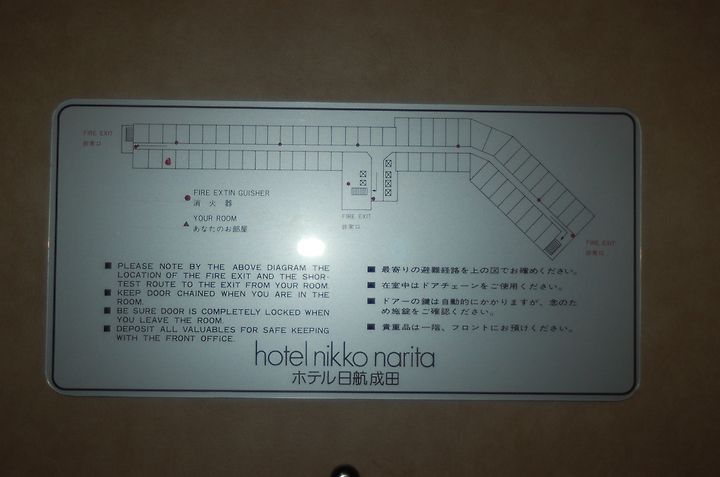 FIRE EXIT
非常口
FIRE EXTIN GUISHER
消 火 器
YOUR ROOM
あなたのお部屋
FIRE EXIT
非常口
FIRE EXIT
非常口
PLEASE NOTE BY THE ABOVE DIAGRAM THE
LOCATION OF THE FIRE EXIT AND THE SHOR-
TEST ROUTE TO THE EXIT FROM YOUR ROOM.
KEEP DOOR CHAINED WHEN YOU ARE IN THE
ROOM.
BE SURE DOOR IS COMPLETELY LOCKED WHEN
YOU LEAVE THE ROOM.
DEPOSIT ALL VALUABLES FOR SAFE KEEPING
WITH THE FRONT OFFICE.
最寄りの避難経路を上の図でお確めください。
在室中はドアチェーンをご使用ください。
ドアーの鍵は自動的にかかりますが、念のた
め施錠をご確認ください。
貴重品は一階、フロントにお預けください。
hotel nikko narita
ホテル日航成田